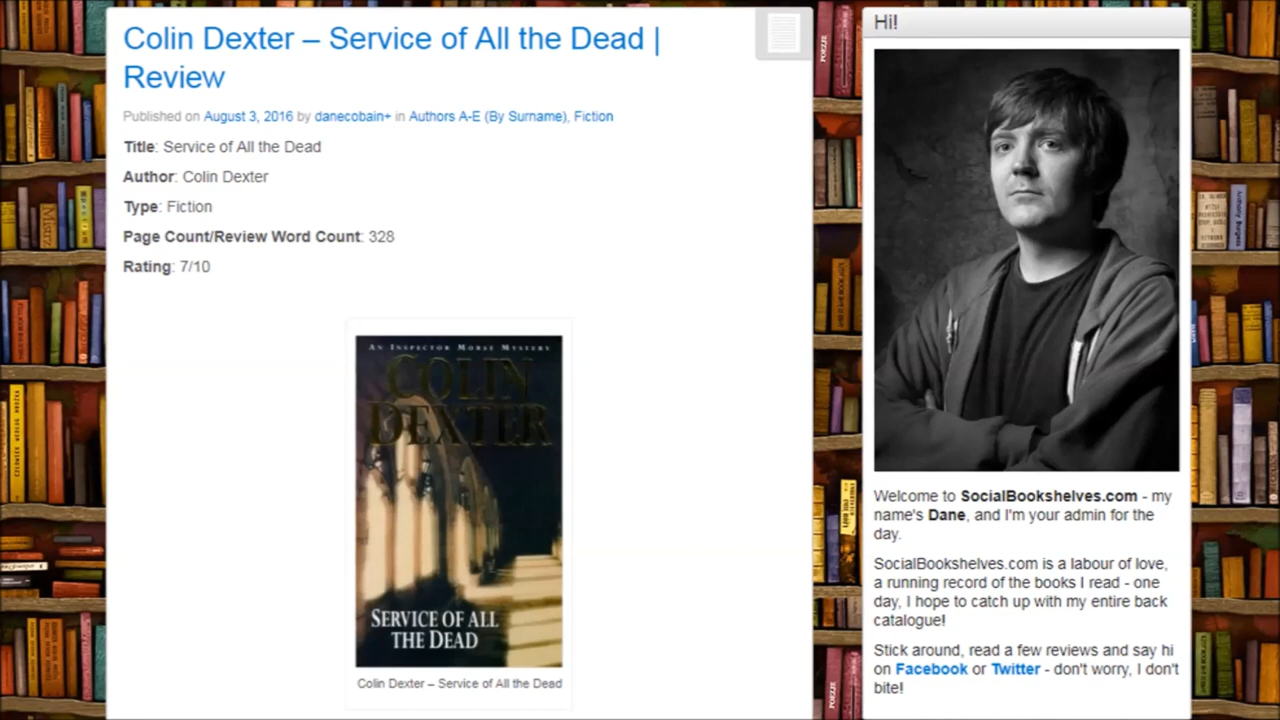 Colin Dexter – Service of All the Dead |
Review
Published on August 3, 2016 by danecobain+ in Authors A-E (By Surname), Fiction
Title: Service of All the Dead
Author: Colin Dexter
Type: Fiction
Page Count/Review Word Count: 328
Rating: 7/10
AN INSPECTOR MORSE MYSTERY
COLIN
DEXTER
SERVICE OF ALL
THE DEAD
Colin Dexter – Service of All the Dead
Hi!
Welcome to SocialBookshelves.com - my
name's Dane, and I'm your admin for the
day.
SocialBookshelves.com is a labour of love,
a running record of the books I read - one
day, I hope to catch up with my entire back
catalogue!
Stick around, read a few reviews and say hi
on Facebook or Twitter - don't worry, I don't
bite!